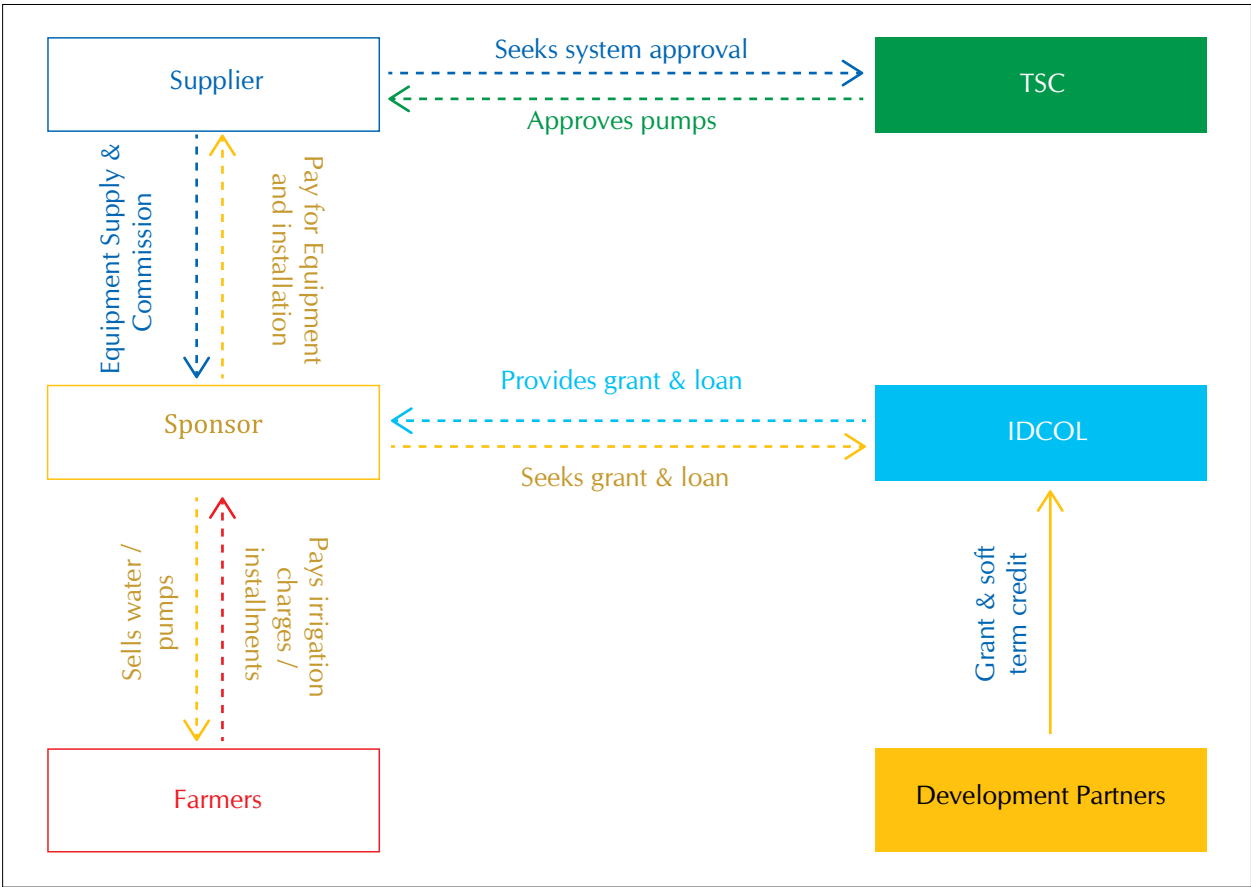 Seeks system approval
Supplier
TSC
Approves pumps
Equipment Supply &
Commission
Pay for Equipment
and installation
Provides grant & loan
Sponsor
IDCOL
Seeks grant & loan
Sells water /
pumps
Pays irrigation
charges /
installments
Grant & soft
term credit
Farmers
Development Partners